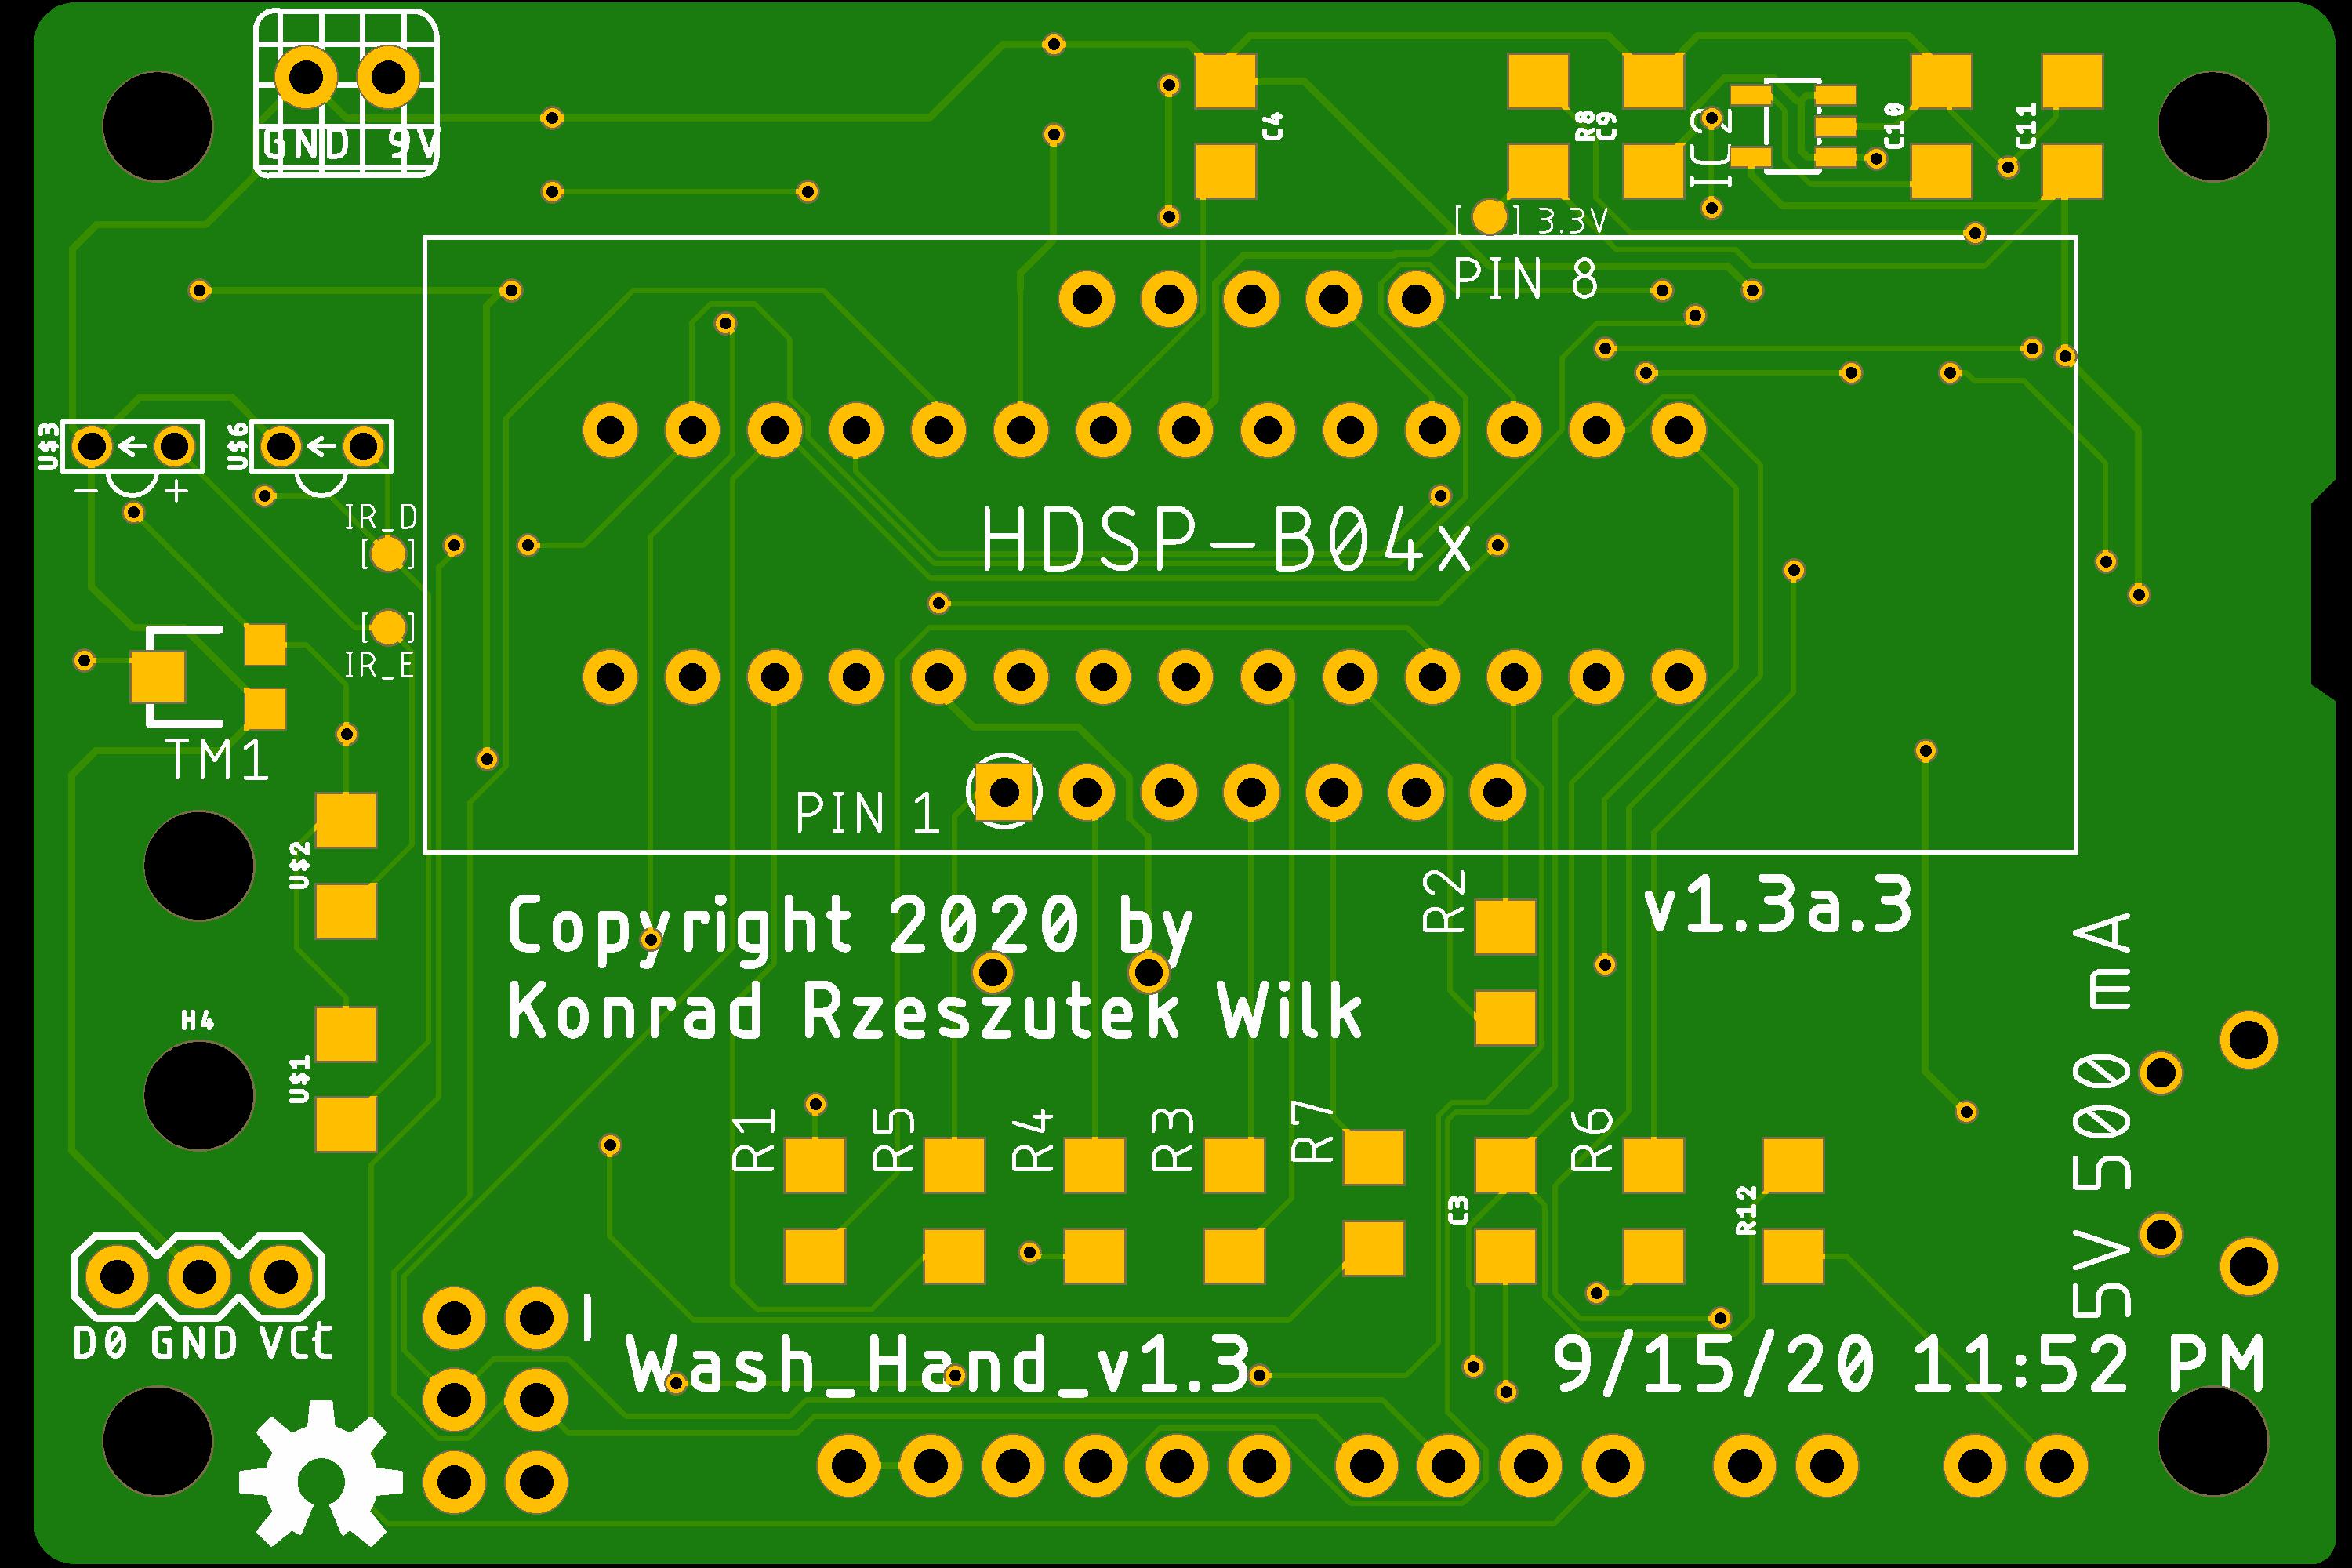 GND 9V
C4
R8
C9
IC2
C10
C11
[ ] 3.3V
PIN 8
U$3
U$6
- +
IR_D
[ ]
HDSP-B04x
[ ]
IR_E
TM1
PIN 1
U$2
R2
v1.3a.3
Copyright 2020 by
Konrad Rzeszutek Wilk
5V 500 mA
H4
U$1
R1
R5
R4
R3
R7
C3
R6
R12
D0 GND VCt
Wash_Hand_v1.3
9/15/20 11:52 PM